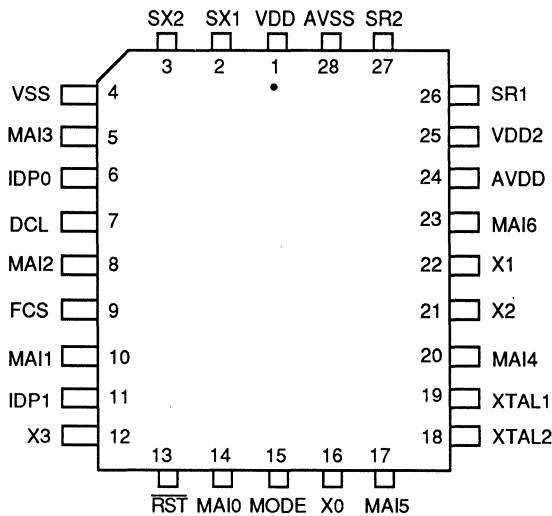 SX2 SX1 VDD AVSS SR2
3 2 1 28 27
VSS 4 26 SR1
MAI3 5 25 VDD2
IDP0 6 24 AVDD
DCL 7 23 MAI6
MAI2 8 22 X1
FCS 9 21 X2
MAI1 10 20 MAI4
IDP1 11 19 XTAL1
X3 12 18 XTAL2
13 14 15 16 17
RST MAI0 MODE X0 MAI5